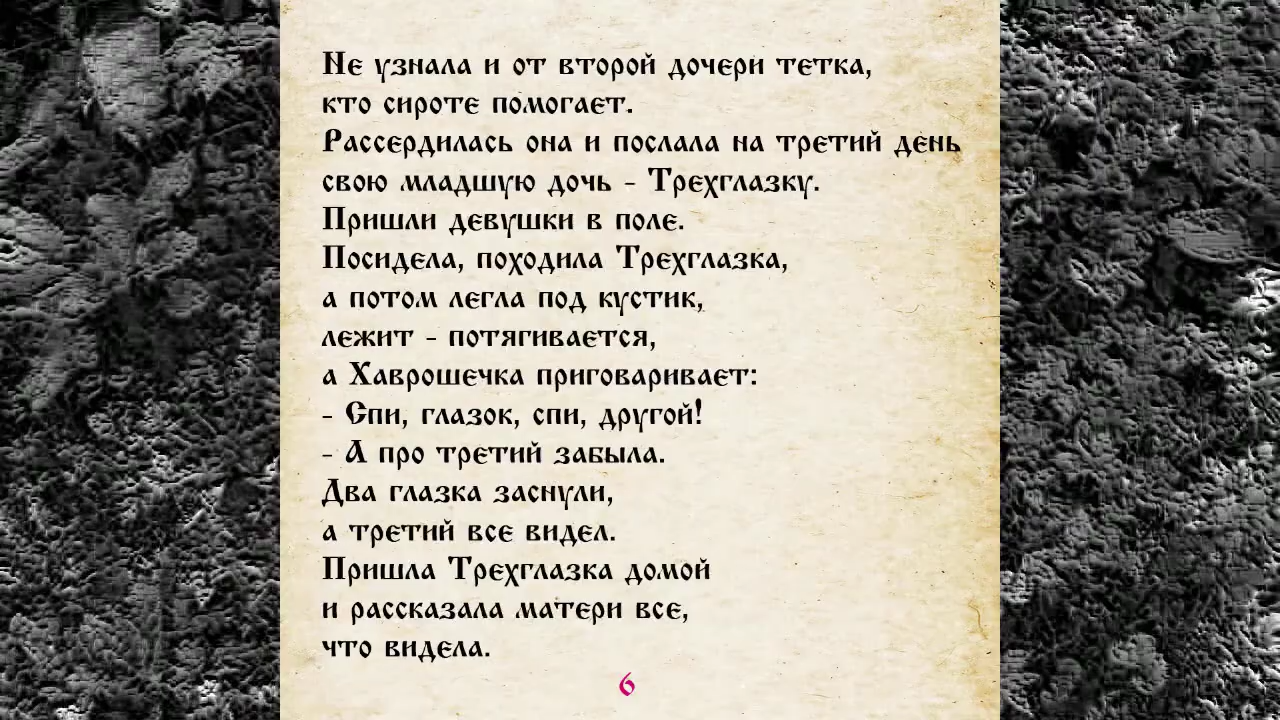 Не узнала и от второй дочери тетка,
кто сироте помогает.
Рассердилась она и послала на третий день
свою младшую дочь - Трехглазку.
Пришли девушки в поле.
Посидела, походила Трехглазка,
а потом легла под кустик,
лежит - потягивается,
а Хаврошечка приговаривает:
- Спи, глазок, спи, другой!
- А про третий забыла.
Два глазка заснули,
а третий все видел.
Пришла Трехглазка домой
и рассказала матери все,
что видела.
6